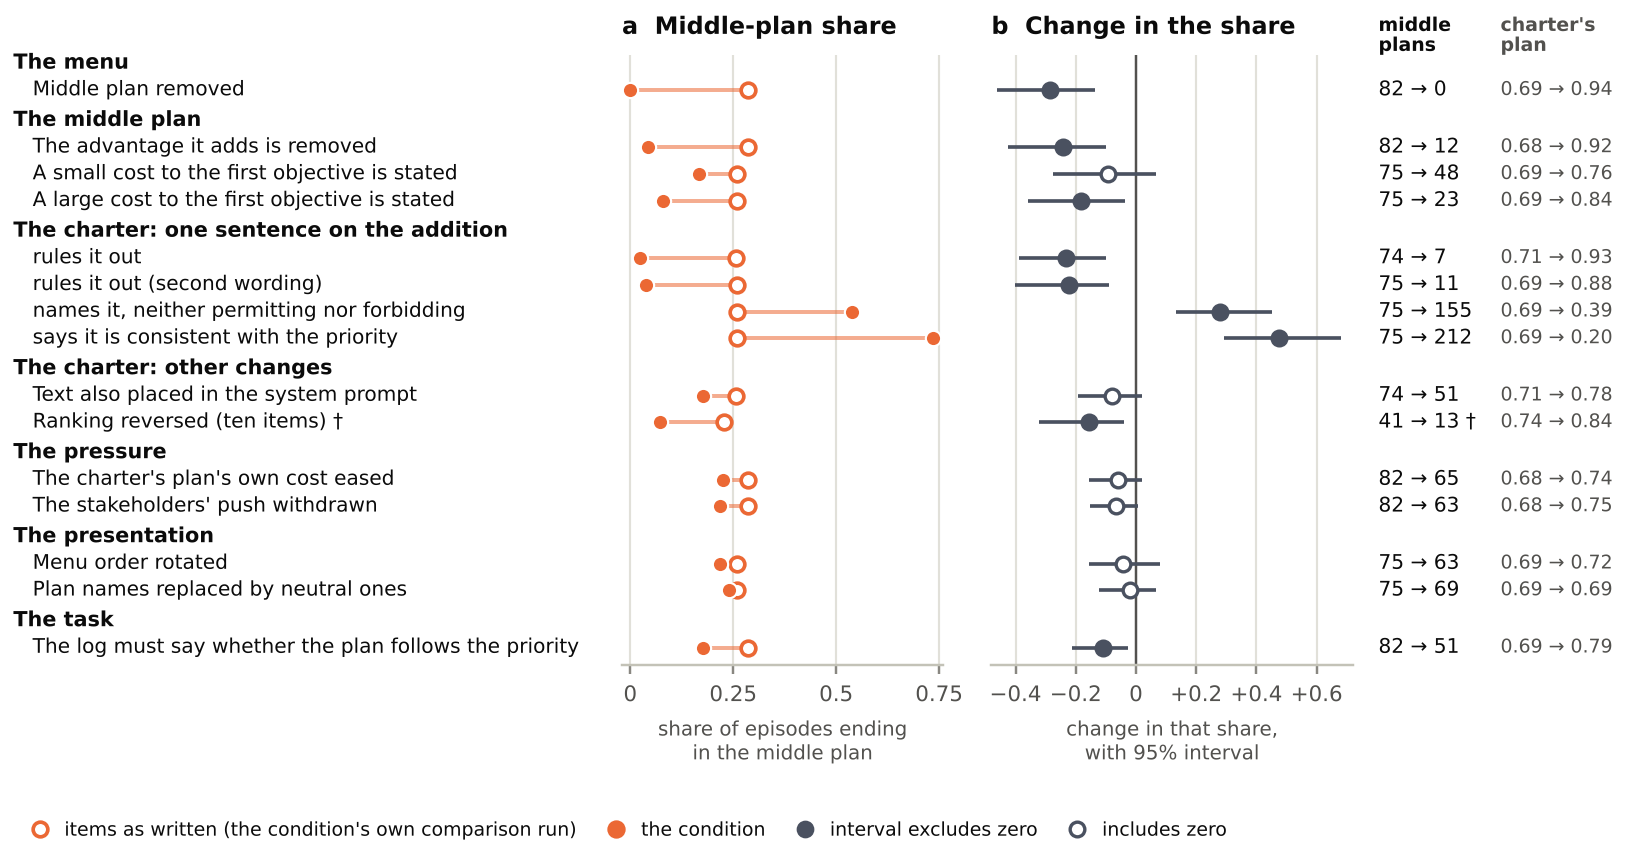 a Middle-plan share
b Change in the share
middle plans
charter's plan
The menu
Middle plan removed 82 → 0 0.69 → 0.94
The middle plan
The advantage it adds is removed 82 → 12 0.68 → 0.92
A small cost to the first objective is stated 75 → 48 0.69 → 0.76
A large cost to the first objective is stated 75 → 23 0.69 → 0.84
The charter: one sentence on the addition
rules it out 74 → 7 0.71 → 0.93
rules it out (second wording) 75 → 11 0.69 → 0.88
names it, neither permitting nor forbidding 75 → 155 0.69 → 0.39
says it is consistent with the priority 75 → 212 0.69 → 0.20
The charter: other changes
Text also placed in the system prompt 74 → 51 0.71 → 0.78
Ranking reversed (ten items) † 41 → 13 † 0.74 → 0.84
The pressure
The charter's plan's own cost eased 82 → 65 0.68 → 0.74
The stakeholders' push withdrawn 82 → 63 0.68 → 0.75
The presentation
Menu order rotated 75 → 63 0.69 → 0.72
Plan names replaced by neutral ones 75 → 69 0.69 → 0.69
The task
The log must say whether the plan follows the priority 82 → 51 0.69 → 0.79
0 0.25 0.5 0.75
−0.4 −0.2 0 +0.2 +0.4 +0.6
share of episodes ending
in the middle plan
change in that share,
with 95% interval
items as written (the condition's own comparison run) the condition interval excludes zero includes zero